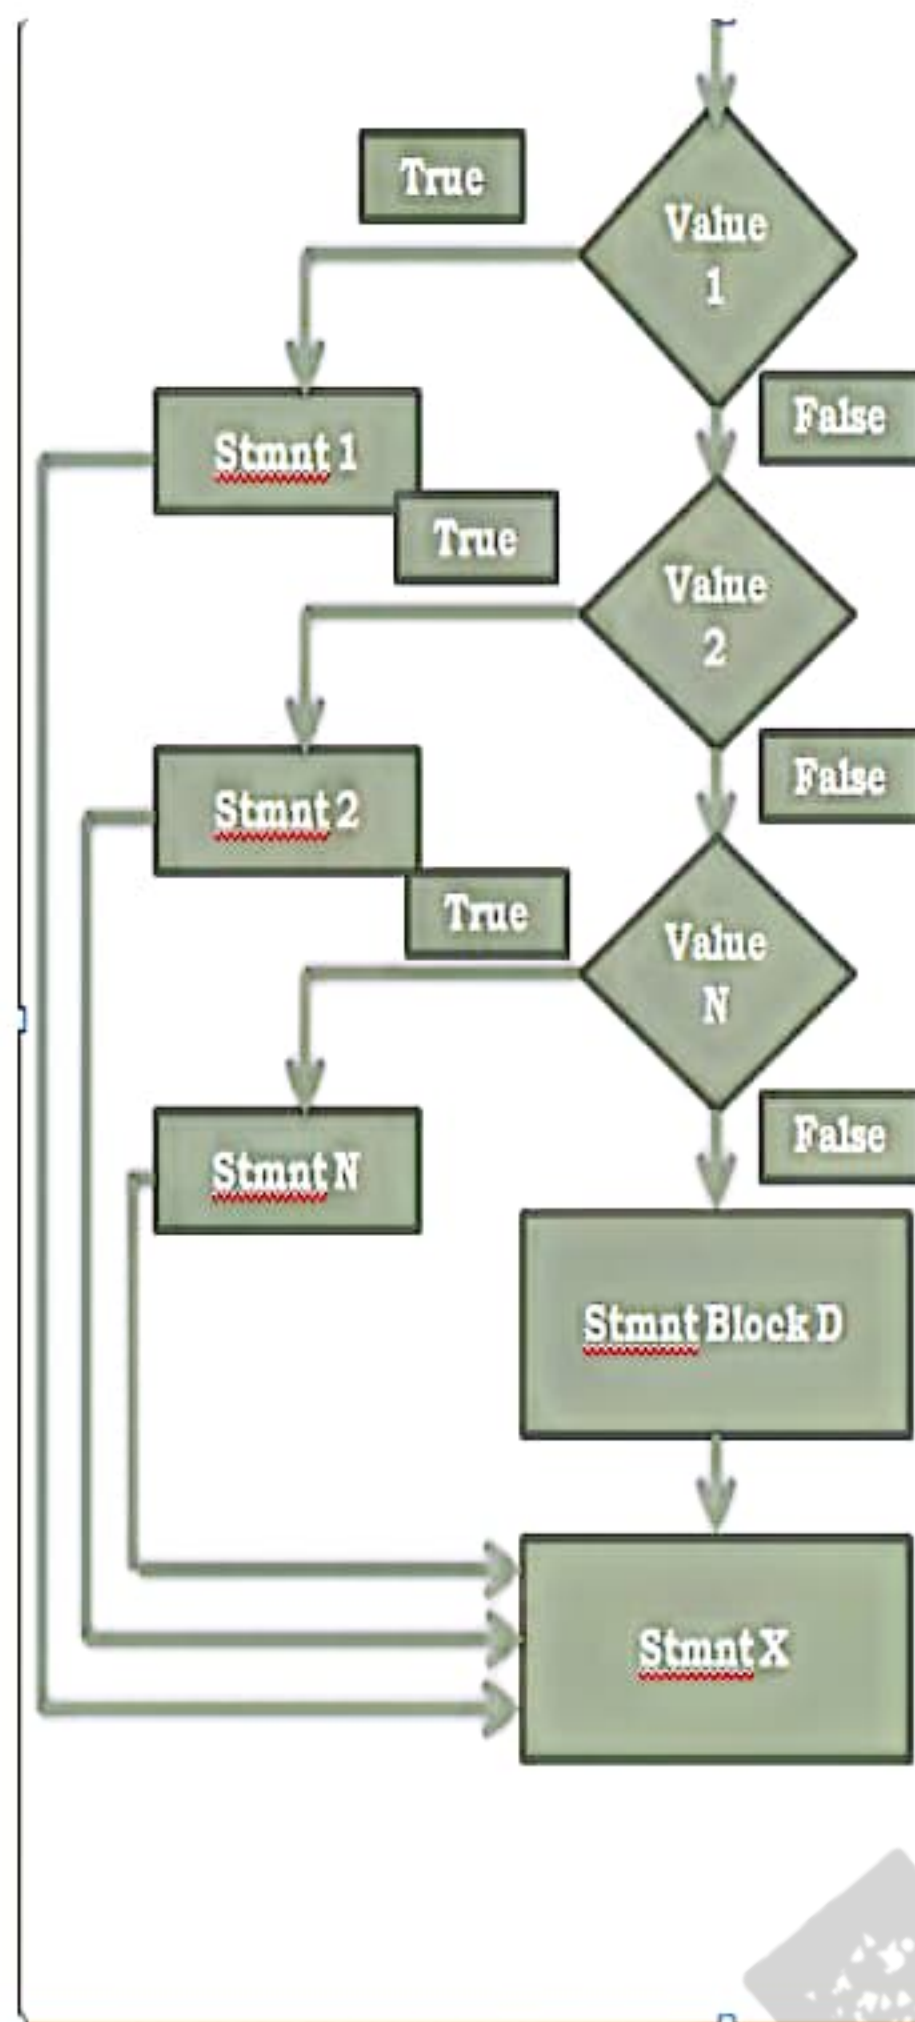 True
Value
1
False
Stmnt 1
True
Value
2
False
Stmnt 2
True
Value
N
False
Stmnt N
Stmnt Block D
Stmnt X